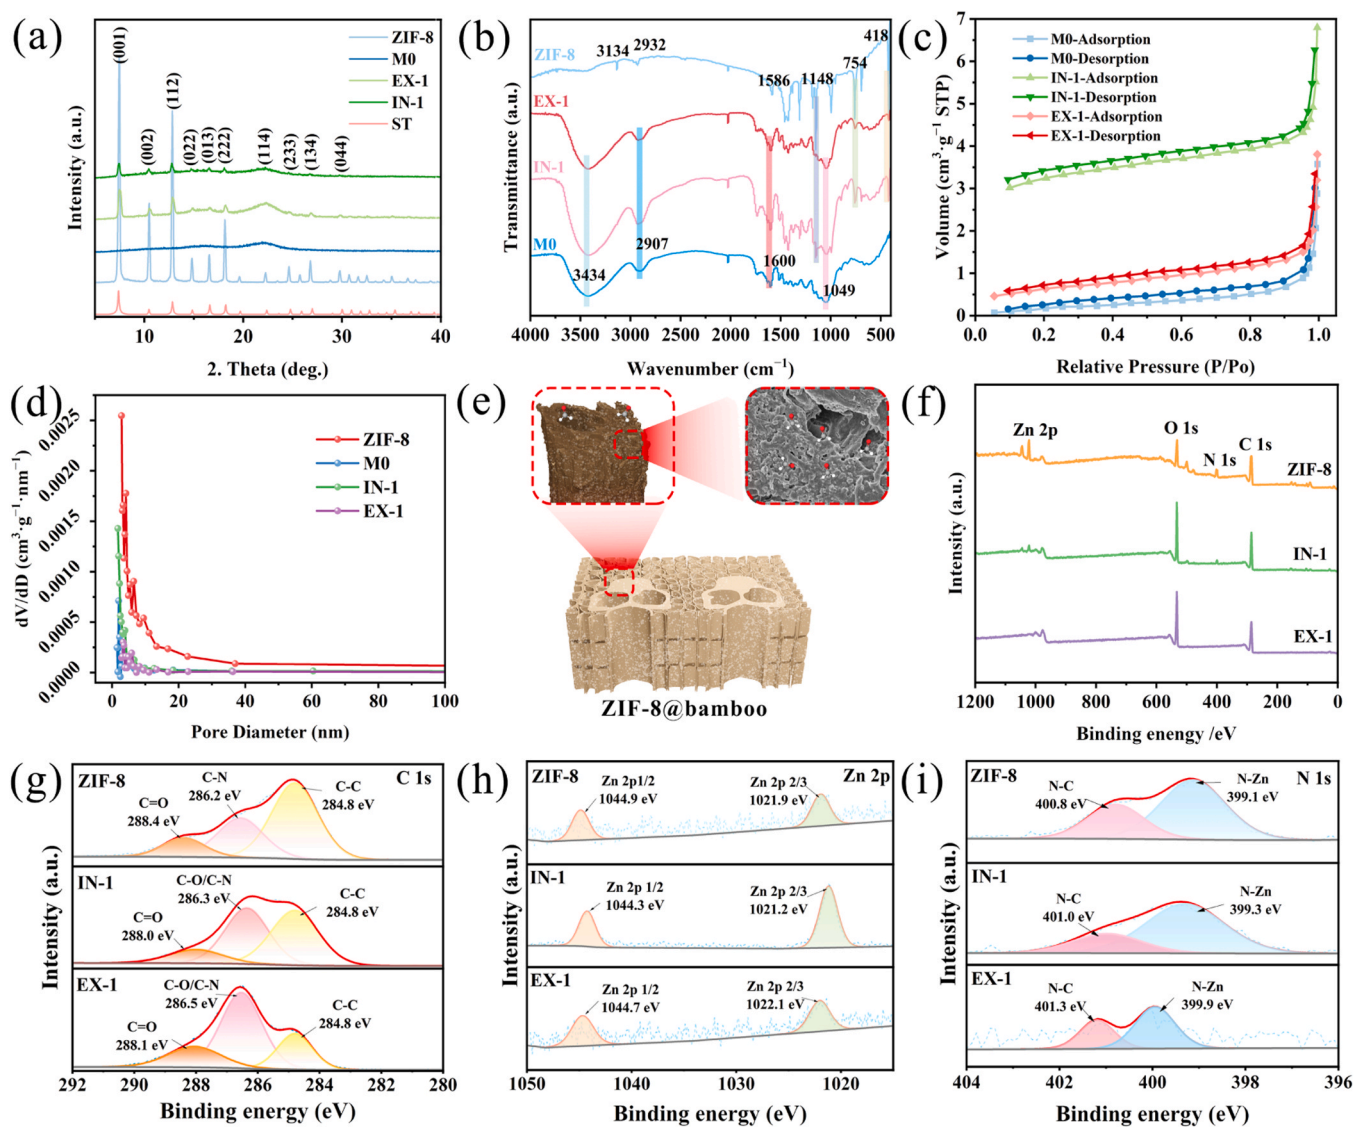 (a)
Intensity (a.u.)
(001)
(002)
(112)
(022)
(013)
(222)
(114)
(233)
(134)
(044)
ZIF-8
M0
EX-1
IN-1
ST
10
20
30
40
2. Theta (deg.)
(b)
Transmittance (a.u.)
ZIF-8
3134
2932
418
1586
1148
754
EX-1
IN-1
M0
3434
2907
1600
1049
4000 3500 3000 2500 2000 1500 1000 500
Wavenumber (cm⁻¹)
(c)
Volume (cm³·g⁻¹ STP)
7
6
5
4
3
2
1
0
M0-Adsorption
M0-Desorption
IN-1-Adsorption
IN-1-Desorption
EX-1-Adsorption
EX-1-Desorption
0.0 0.2 0.4 0.6 0.8 1.0
Relative Pressure (P/Po)
(d)
dV/dD (cm³·g⁻¹·nm⁻¹)
0.0025
0.0020
0.0015
0.0010
0.0005
0.0000
ZIF-8
M0
IN-1
EX-1
0 20 40 60 80 100
Pore Diameter (nm)
(e)
ZIF-8@bamboo
(f)
Intensity (a.u.)
Zn 2p
O 1s
N 1s
C 1s
ZIF-8
IN-1
EX-1
1200 1000 800 600 400 200 0
Binding energy /eV
(g)
Intensity (a.u.)
ZIF-8
C 1s
C=O
288.4 eV
C-N
286.2 eV
C-C
284.8 eV
IN-1
C=O
288.0 eV
C-O/C-N
286.3 eV
C-C
284.8 eV
EX-1
C=O
288.1 eV
C-O/C-N
286.5 eV
C-C
284.8 eV
292 290 288 286 284 282 280
Binding energy (eV)
(h)
Intensity (a.u.)
ZIF-8
Zn 2p
Zn 2p1/2
1044.9 eV
Zn 2p 2/3
1021.9 eV
IN-1
Zn 2p 1/2
1044.3 eV
Zn 2p 2/3
1021.2 eV
EX-1
Zn 2p 1/2
1044.7 eV
Zn 2p 2/3
1022.1 eV
1050 1040 1030 1020
Binding energy (eV)
(i)
Intensity (a.u.)
ZIF-8
N 1s
N-C
400.8 eV
N-Zn
399.1 eV
IN-1
N-C
401.0 eV
N-Zn
399.3 eV
EX-1
N-C
401.3 eV
N-Zn
399.9 eV
404 402 400 398 396
Binding energy (eV)